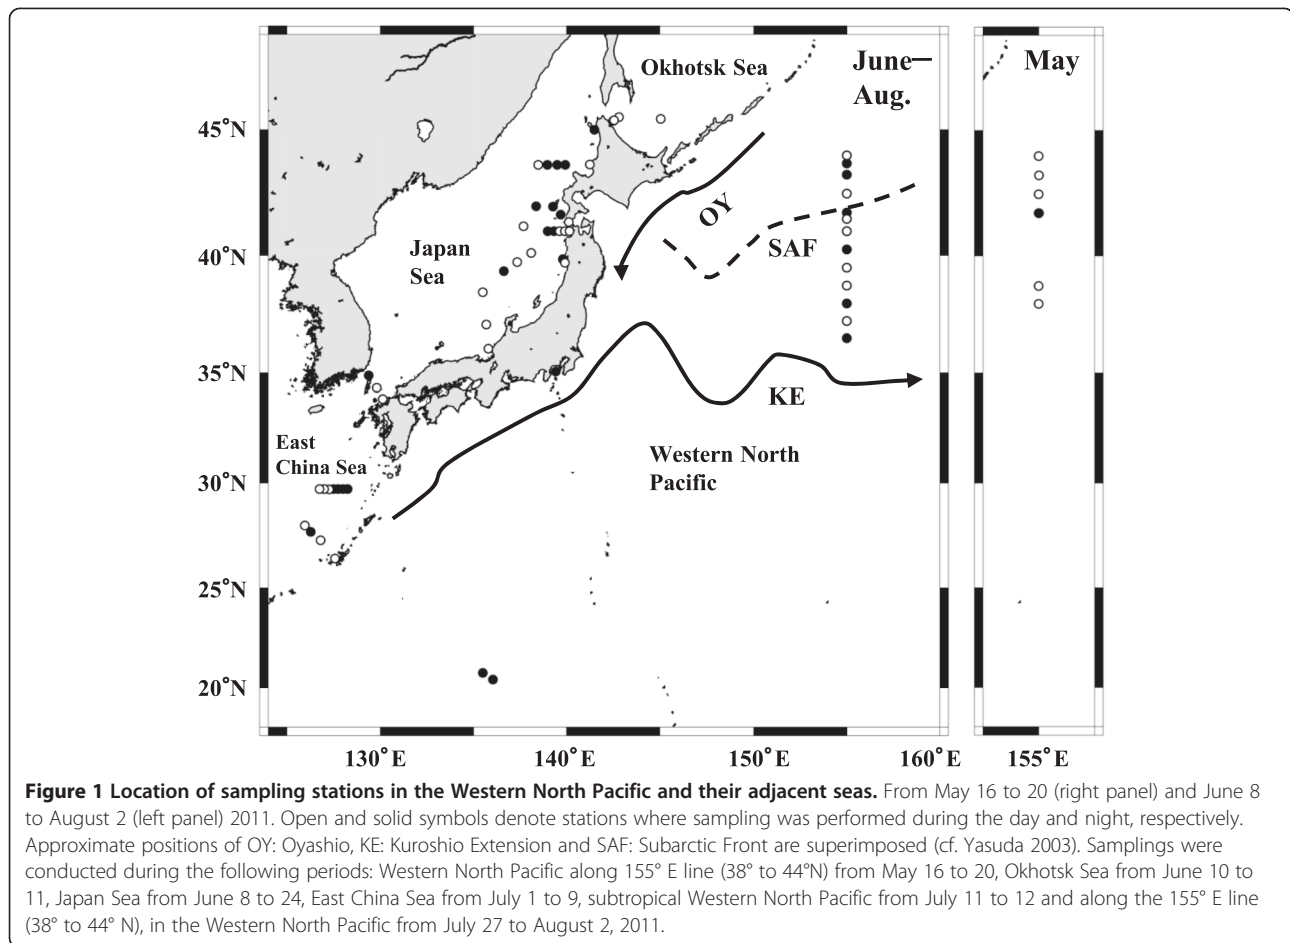 Okhotsk Sea
June—
Aug.
May
45°N
OY
Japan
Sea
SAF
40°N
35°N
KE
East
China Sea
Western North
Pacific
30°N
25°N
20°N
130°E
140°E
150°E
160°E
155°E
Figure 1 Location of sampling stations in the Western North Pacific and their adjacent seas. From May 16 to 20 (right panel) and June 8
to August 2 (left panel) 2011. Open and solid symbols denote stations where sampling was performed during the day and night, respectively.
Approximate positions of OY: Oyashio, KE: Kuroshio Extension and SAF: Subarctic Front are superimposed (cf. Yasuda 2003). Samplings were
conducted during the following periods: Western North Pacific along 155° E line (38° to 44°N) from May 16 to 20, Okhotsk Sea from June 10 to
11, Japan Sea from June 8 to 24, East China Sea from July 1 to 9, subtropical Western North Pacific from July 11 to 12 and along the 155° E line
(38° to 44° N), in the Western North Pacific from July 27 to August 2, 2011.